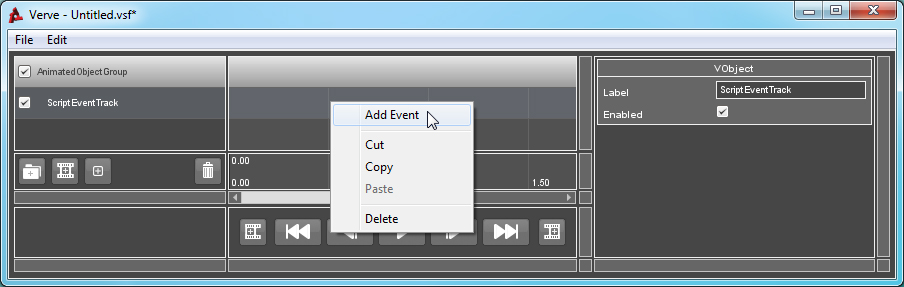 Verve - Untitled.vsf*
File Edit
Animated Object Group
ScriptEventTrack
Add Event
Cut
Copy
Paste
Delete
0.00
0.00 1.50
VObject
Label ScriptEventTrack
Enabled